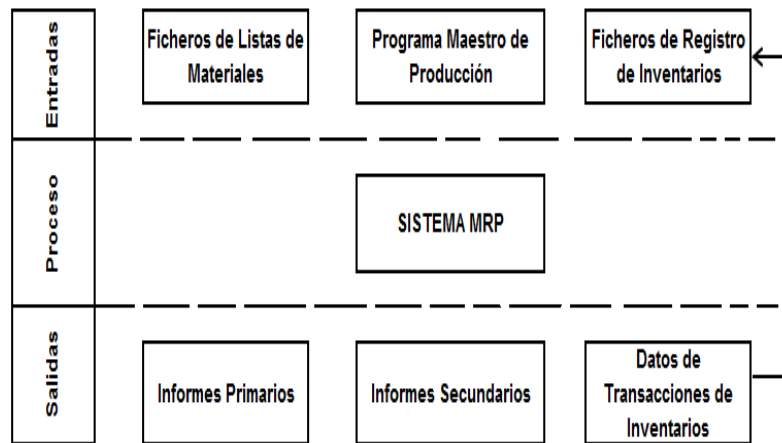 Entradas
Ficheros de Listas de
Materiales
Programa Maestro de
Producción
Ficheros de Registro
de Inventarios
Proceso
SISTEMA MRP
Salidas
Informes Primarios
Informes Secundarios
Datos de
Transacciones de
Inventarios